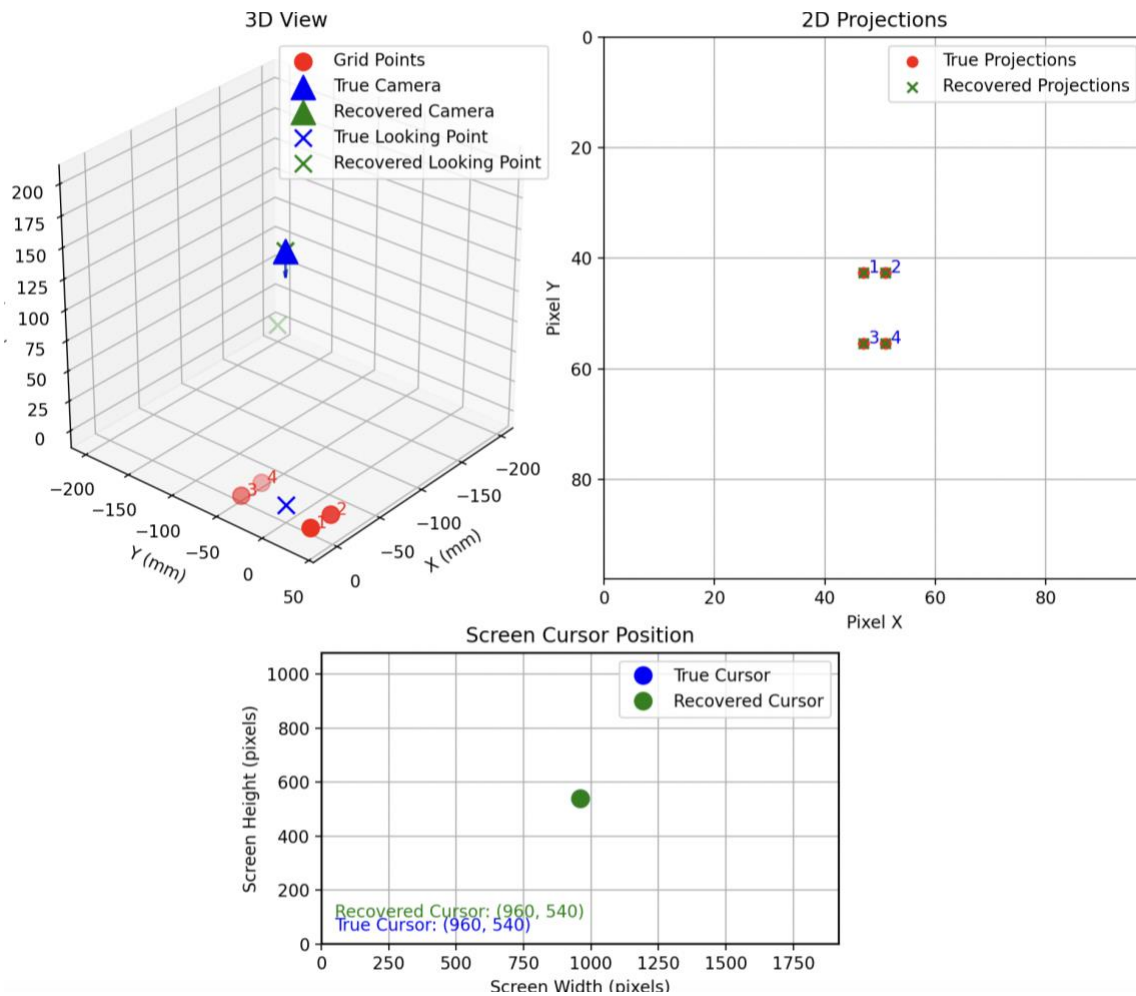 3D View
Grid Points
True Camera
Recovered Camera
True Looking Point
Recovered Looking Point
200
175
150
125
100
75
50
25
0
−200
−150
−100
−50
0
50
Y (mm)
−200
−150
−100
−50
0
X (mm)
1
2
3
4
2D Projections
True Projections
Recovered Projections
0
20
40
60
80
Pixel Y
1 2
3 4
0 20 40 60 80
Pixel X
Screen Cursor Position
True Cursor
Recovered Cursor
1000
800
600
400
200
0
Screen Height (pixels)
Recovered Cursor: (960, 540)
True Cursor: (960, 540)
0 250 500 750 1000 1250 1500 1750
Screen Width (pixels)